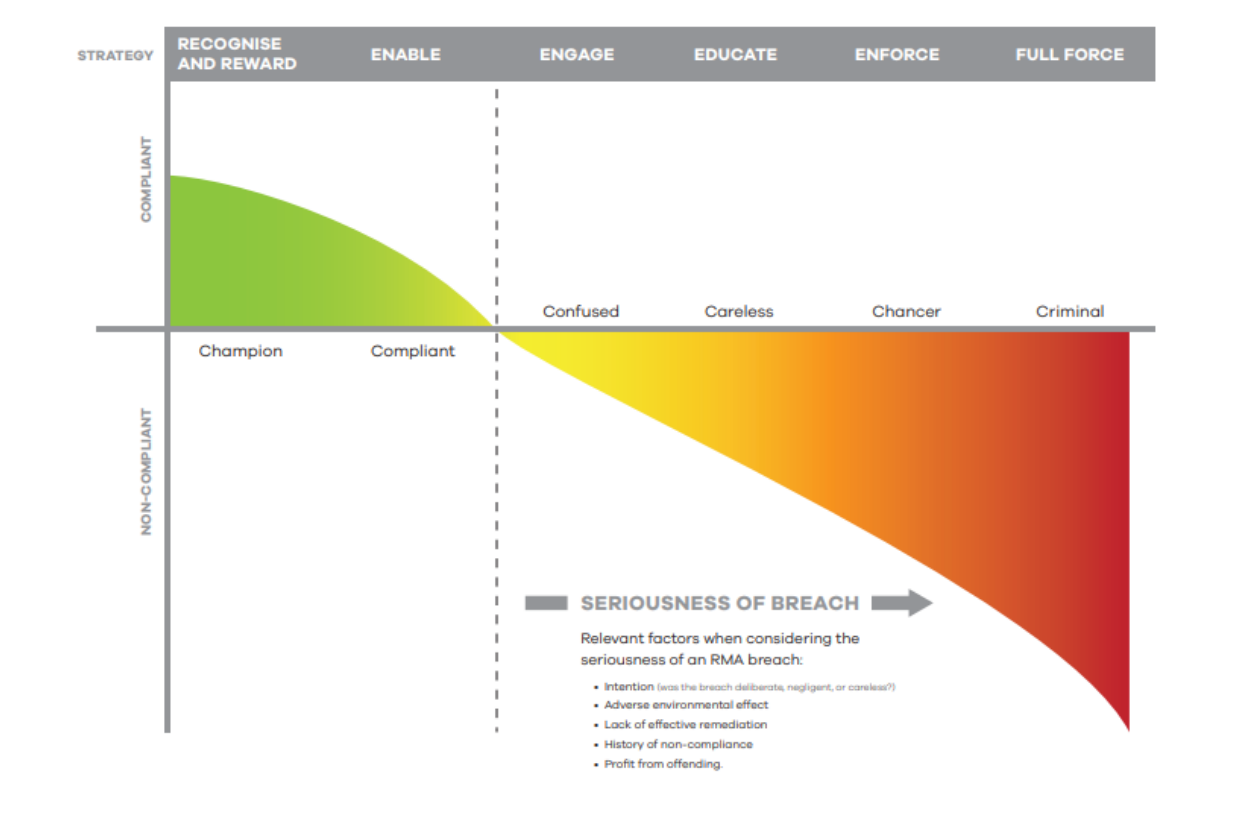 STRATEGY
RECOGNISE
AND REWARD
ENABLE
ENGAGE
EDUCATE
ENFORCE
FULL FORCE
COMPLIANT
Confused
Careless
Chancer
Criminal
Champion
Compliant
NON-COMPLIANT
SERIOUSNESS OF BREACH
Relevant factors when considering the
seriousness of an RMA breach:
• Intention (was the breach deliberate, negligent, or careless?)
• Adverse environmental effect
• Lack of effective remediation
• History of non-compliance
• Profit from offending.